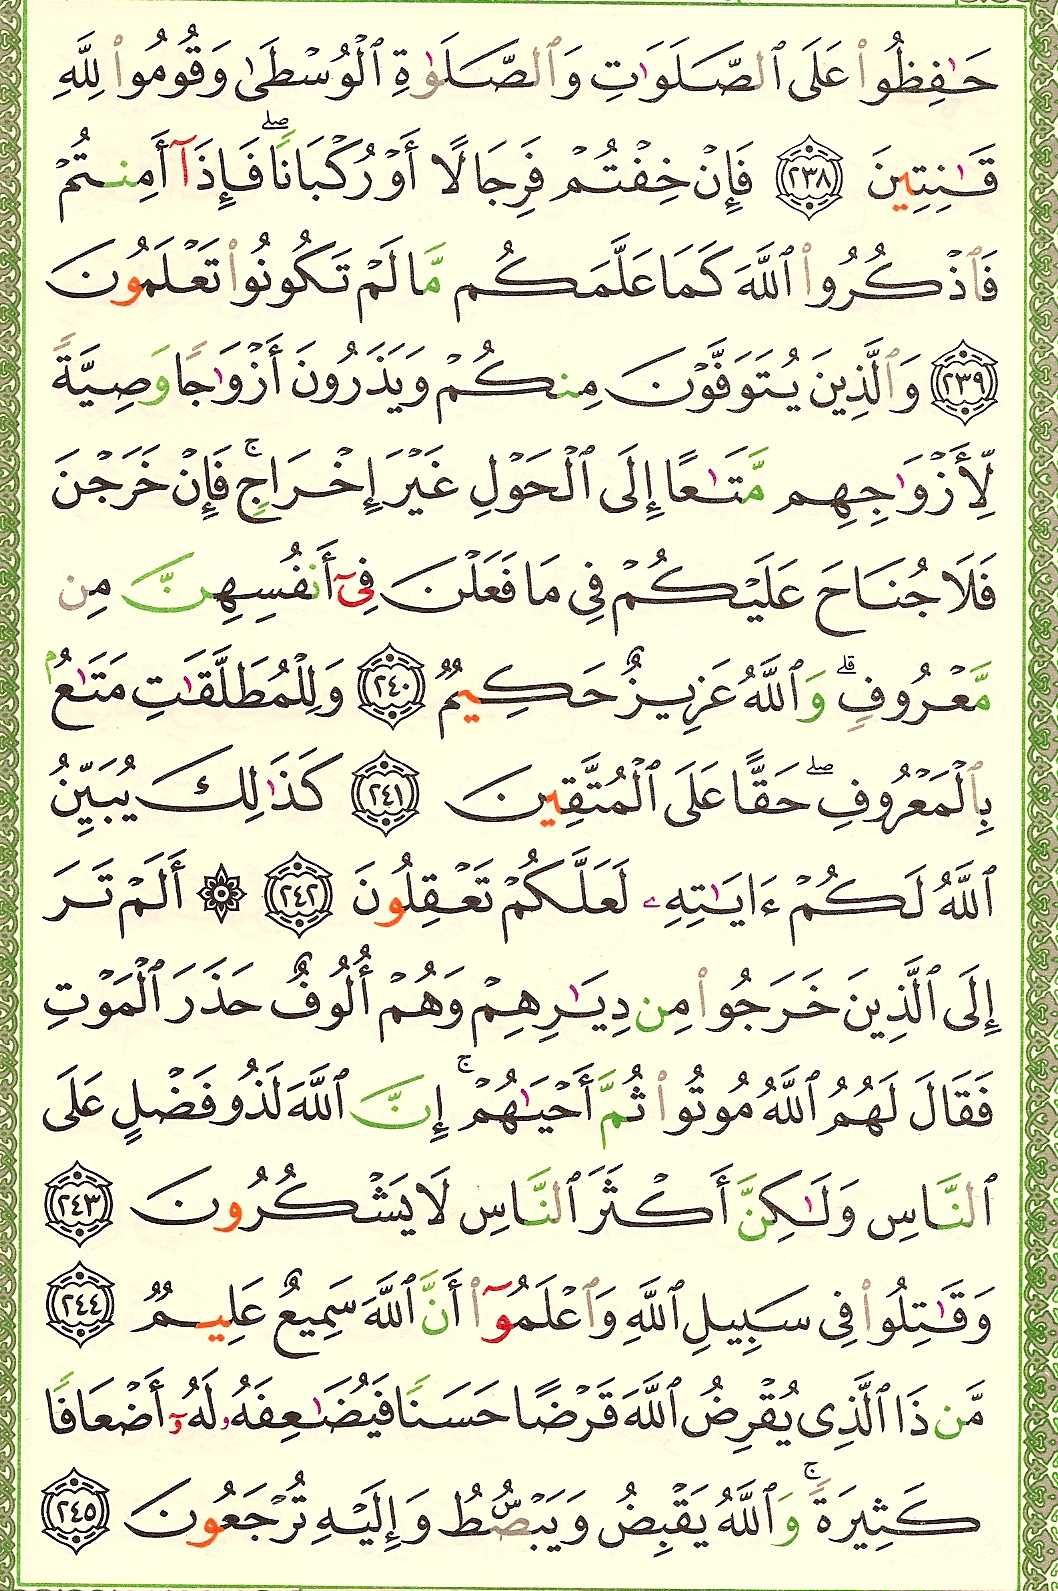 حَـٰفِظُوا۟ عَلَى ٱلصَّلَوَٰتِ وَٱلصَّلَوٰةِ ٱلْوُسْطَىٰ وَقُومُوا۟ لِلَّهِ
قَـٰنِتِينَ ٢٣٨ فَإِنْ خِفْتُمْ فَرِجَالًا أَوْ رُكْبَانًا ۖ فَإِذَآ أَمِنتُمْ
فَٱذْكُرُوا۟ ٱللَّهَ كَمَا عَلَّمَكُم مَّا لَمْ تَكُونُوا۟ تَعْلَمُونَ
٢٣٩ وَٱلَّذِينَ يُتَوَفَّوْنَ مِنكُمْ وَيَذَرُونَ أَزْوَٰجًا وَصِيَّةً
لِّأَزْوَٰجِهِم مَّتَـٰعًا إِلَى ٱلْحَوْلِ غَيْرَ إِخْرَاجٍ ۚ فَإِنْ خَرَجْنَ
فَلَا جُنَاحَ عَلَيْكُمْ فِى مَا فَعَلْنَ فِىٓ أَنفُسِهِنَّ مِن
مَّعْرُوفٍ ۗ وَٱللَّهُ عَزِيزٌ حَكِيمٌ ٢٤٠ وَلِلْمُطَلَّقَـٰتِ مَتَـٰعٌۢ
بِٱلْمَعْرُوفِ ۖ حَقًّا عَلَى ٱلْمُتَّقِينَ ٢٤١ كَذَٰلِكَ يُبَيِّنُ
ٱللَّهُ لَكُمْ ءَايَـٰتِهِۦ لَعَلَّكُمْ تَعْقِلُونَ ٢٤٢ ۞ أَلَمْ تَرَ
إِلَى ٱلَّذِينَ خَرَجُوا۟ مِن دِيَـٰرِهِمْ وَهُمْ أُلُوفٌ حَذَرَ ٱلْمَوْتِ
فَقَالَ لَهُمُ ٱللَّهُ مُوتُوا۟ ثُمَّ أَحْيَـٰهُمْ ۚ إِنَّ ٱللَّهَ لَذُو فَضْلٍ عَلَى
ٱلنَّاسِ وَلَـٰكِنَّ أَكْثَرَ ٱلنَّاسِ لَا يَشْكُرُونَ ٢٤٣
وَقَـٰتِلُوا۟ فِى سَبِيلِ ٱللَّهِ وَٱعْلَمُوٓا۟ أَنَّ ٱللَّهَ سَمِيعٌ عَلِيمٌ ٢٤٤
مَّن ذَا ٱلَّذِى يُقْرِضُ ٱللَّهَ قَرْضًا حَسَنًا فَيُضَـٰعِفَهُۥ لَهُۥٓ أَضْعَافًا
كَثِيرَةً ۚ وَٱللَّهُ يَقْبِضُ وَيَبْصُۜطُ وَإِلَيْهِ تُرْجَعُونَ ٢٤٥